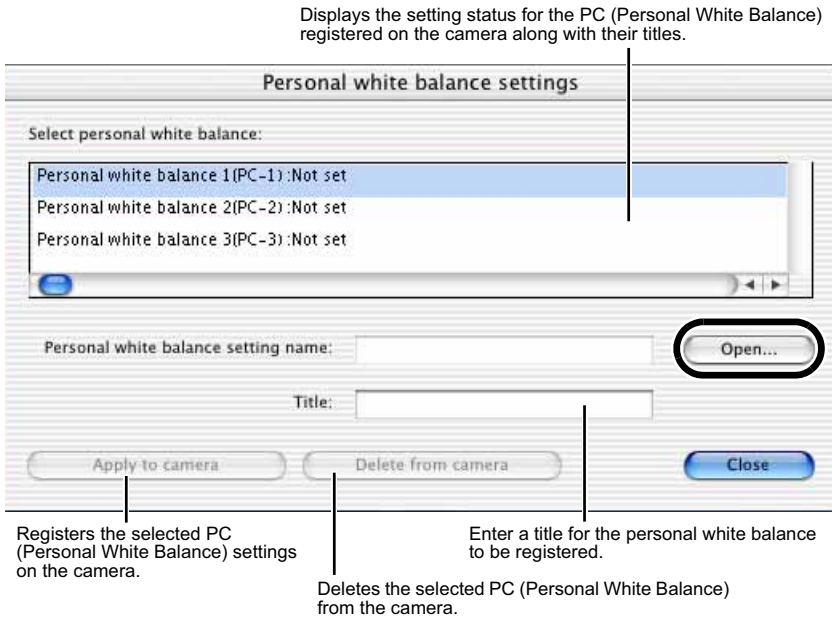 Displays the setting status for the PC (Personal White Balance)
registered on the camera along with their titles.
Personal white balance settings
Select personal white balance:
Personal white balance 1(PC-1) :Not set
Personal white balance 2(PC-2) :Not set
Personal white balance 3(PC-3) :Not set
Personal white balance setting name:
Open...
Title:
Apply to camera
Delete from camera
Close
Registers the selected PC
(Personal White Balance) settings
on the camera.
Enter a title for the personal white balance
to be registered.
Deletes the selected PC (Personal White Balance)
from the camera.